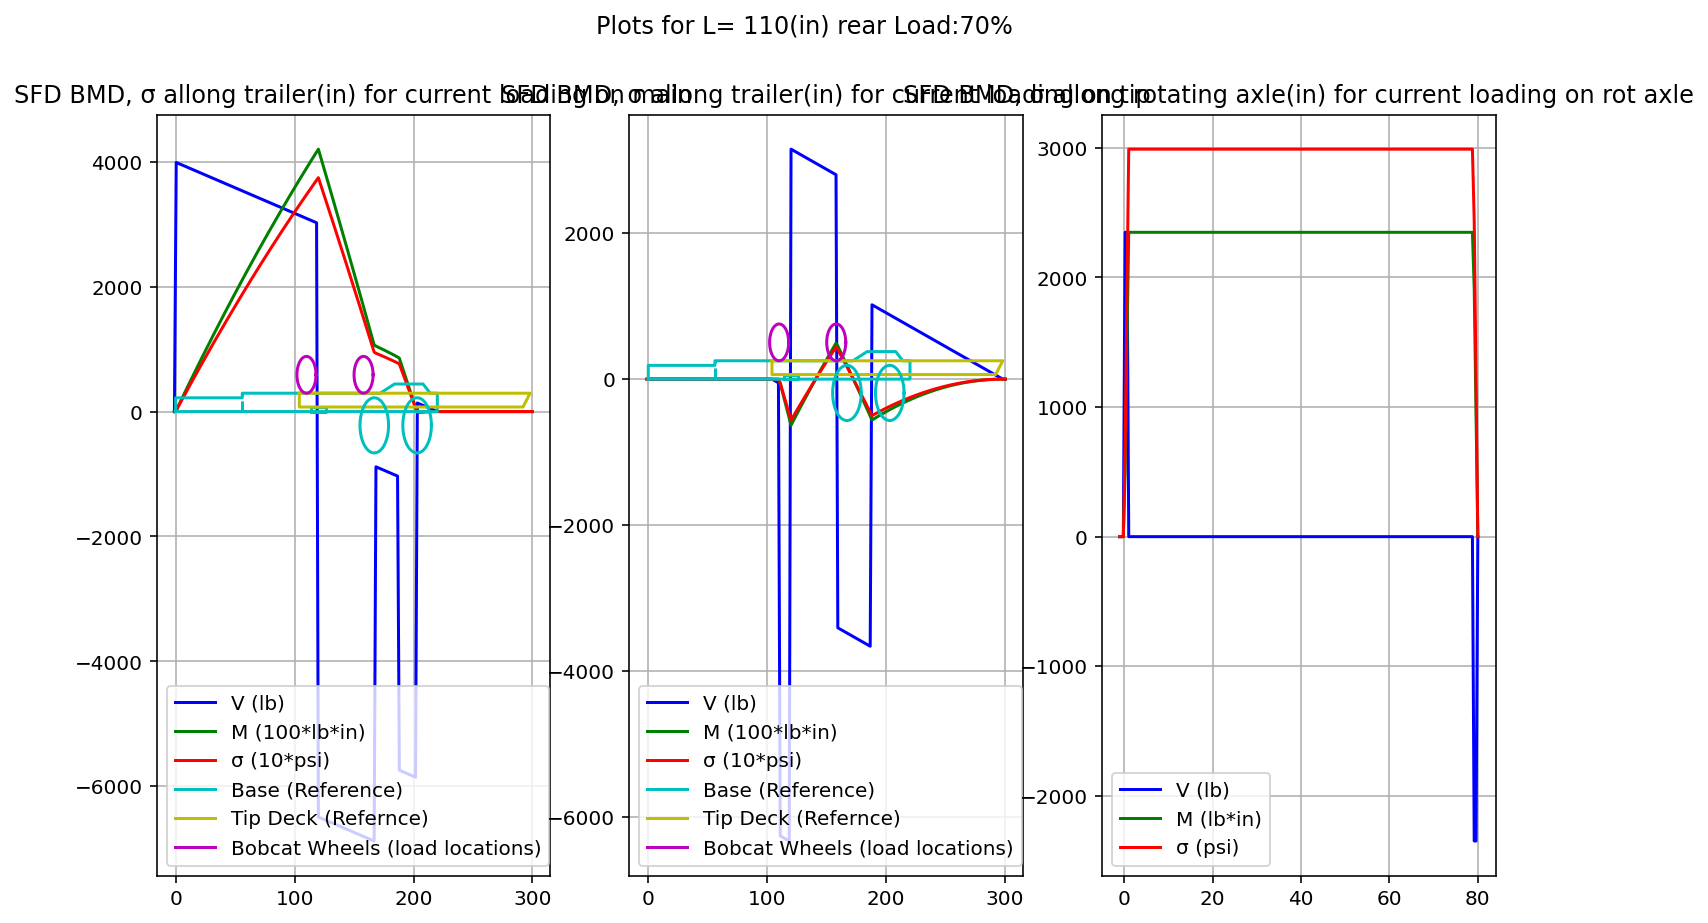 Plots for L= 110(in) rear Load:70%
SFD BMD, σ allong trailer(in) for current loading on main
SFD BMD, σ allong trailer(in) for current loading on tip
SFD BMD, σ allong rotating axle(in) for current loading on rot axle
4000
2000
0
−2000
−4000
−6000
V (lb)
M (100*lb*in)
σ (10*psi)
Base (Reference)
Tip Deck (Refernce)
Bobcat Wheels (load locations)
0
100
200
300
2000
0
−2000
−4000
−6000
V (lb)
M (100*lb*in)
σ (10*psi)
Base (Reference)
Tip Deck (Refernce)
Bobcat Wheels (load locations)
0
100
200
300
3000
2000
1000
0
−1000
−2000
V (lb)
M (lb*in)
σ (psi)
0
20
40
60
80